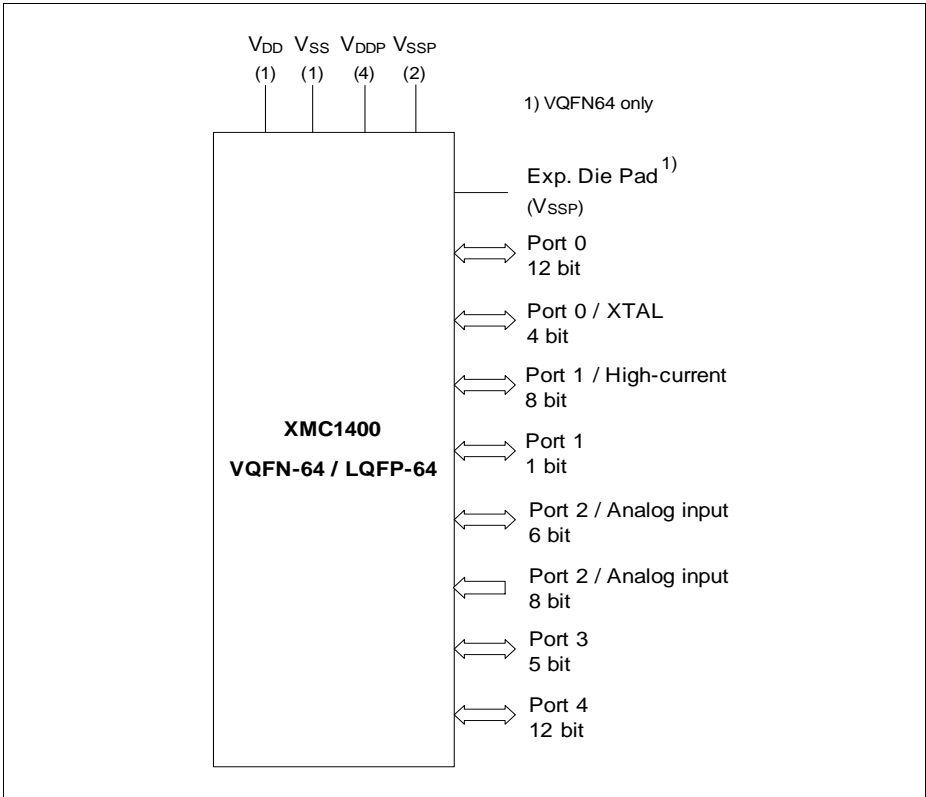 VDD VSS VDDP VSSP
(1) (1) (4) (2)
1) VQFN64 only
Exp. Die Pad 1)
(VSSP)
Port 0
12 bit
Port 0 / XTAL
4 bit
Port 1 / High-current
8 bit
XMC1400
VQFN-64 / LQFP-64
Port 1
1 bit
Port 2 / Analog input
6 bit
Port 2 / Analog input
8 bit
Port 3
5 bit
Port 4
12 bit